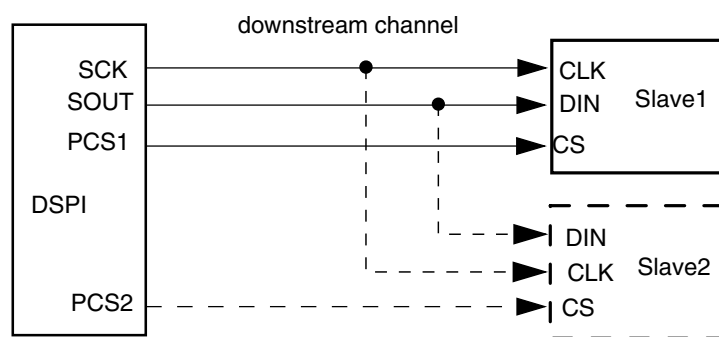 downstream channel
SCK
SOUT
PCS1
DSPI
PCS2
CLK
DIN
CS
Slave1
DIN
CLK
CS
Slave2